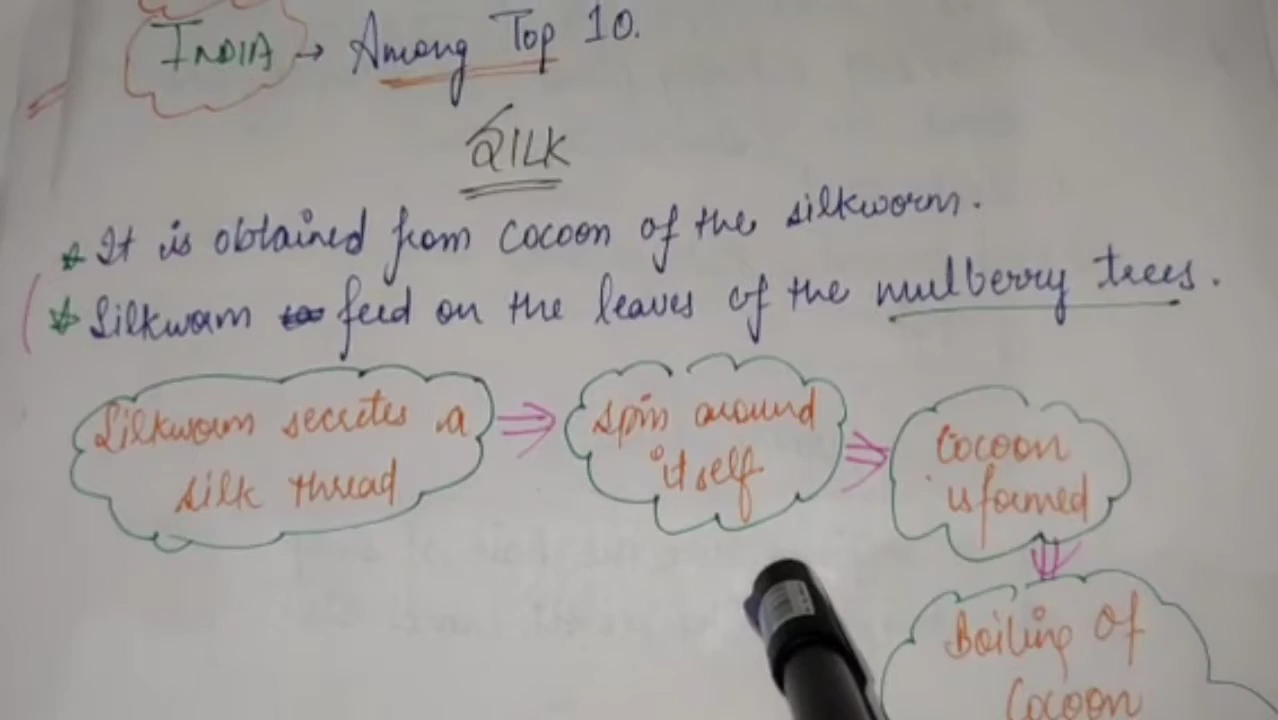 INDIA → Among Top 10.
SILK
It is obtained from cocoon of the silkworm.
Silkwom feed on the leaves of the mulberry trees.
Silkworm secretes a
silk thread
spin around
itself
Cocoon
is formed
Boiling of
Cocoon